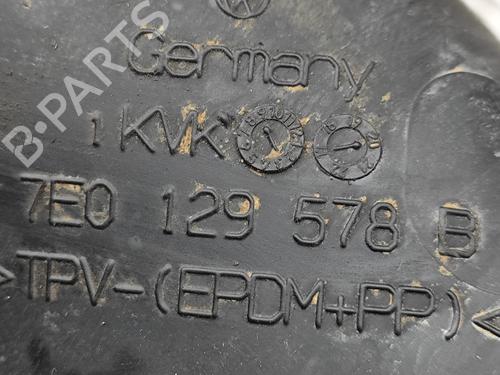 Germany
1 KVK
7E0 129 578 B
>TPV-(EPDM+PP)<
B-PARTS